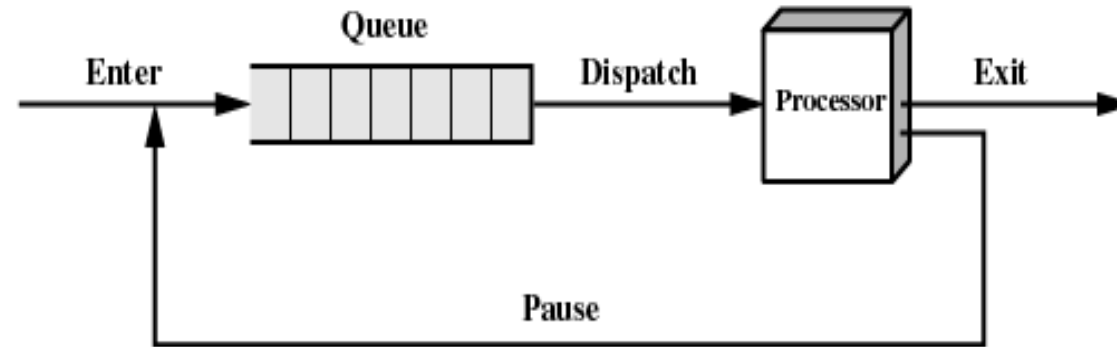 Queue
Enter
Dispatch
Processor
Exit
Pause